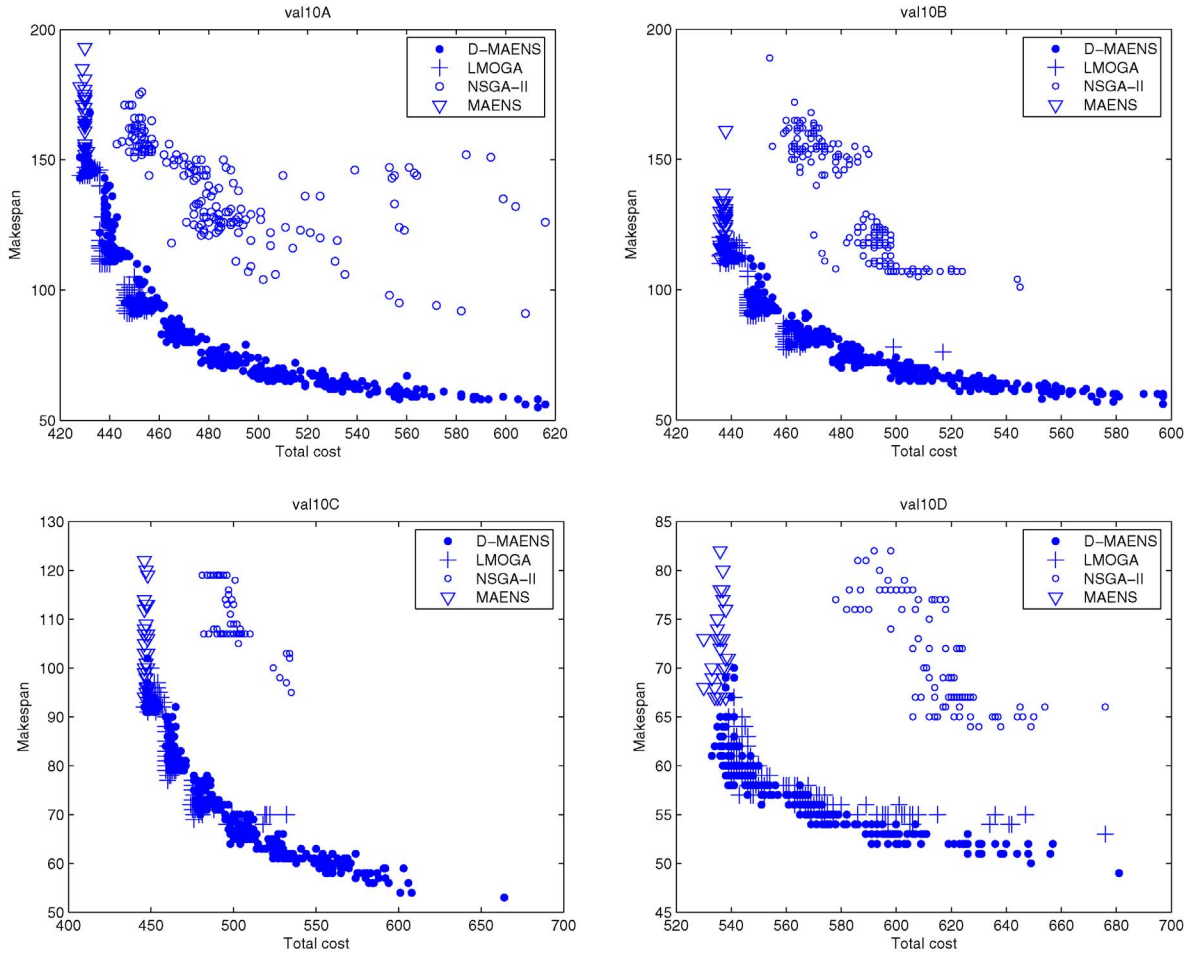 val10A
200
150
100
50
Makespan
D-MAENS
LMOGA
NSGA-II
MAENS
420 440 460 480 500 520 540 560 580 600 620
Total cost
val10B
200
150
100
50
Makespan
D-MAENS
LMOGA
NSGA-II
MAENS
420 440 460 480 500 520 540 560 580 600
Total cost
val10C
130
120
110
100
90
80
70
60
50
Makespan
D-MAENS
LMOGA
NSGA-II
MAENS
400 450 500 550 600 650 700
Total cost
val10D
85
80
75
70
65
60
55
50
45
Makespan
D-MAENS
LMOGA
NSGA-II
MAENS
520 540 560 580 600 620 640 660 680 700
Total cost